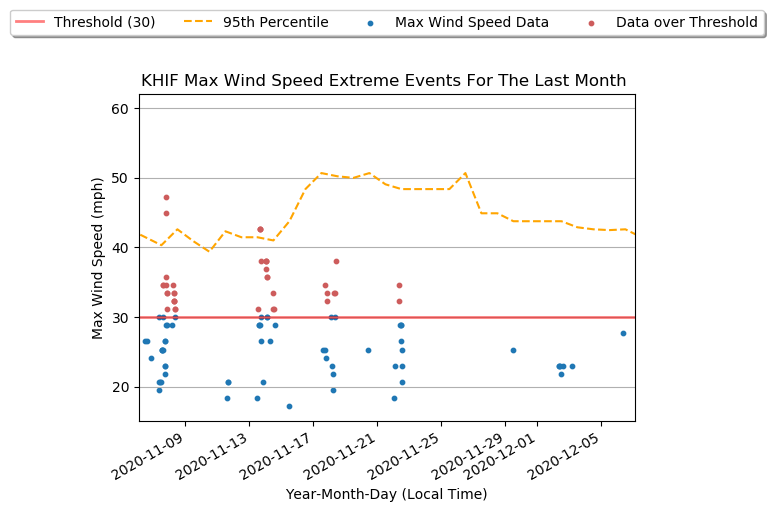 Threshold (30) 95th Percentile Max Wind Speed Data Data over Threshold
KHIF Max Wind Speed Extreme Events For The Last Month
60
50
40
30
20
Max Wind Speed (mph)
2020-11-09 2020-11-13 2020-11-17 2020-11-21 2020-11-25 2020-11-29 2020-12-01 2020-12-05
Year-Month-Day (Local Time)